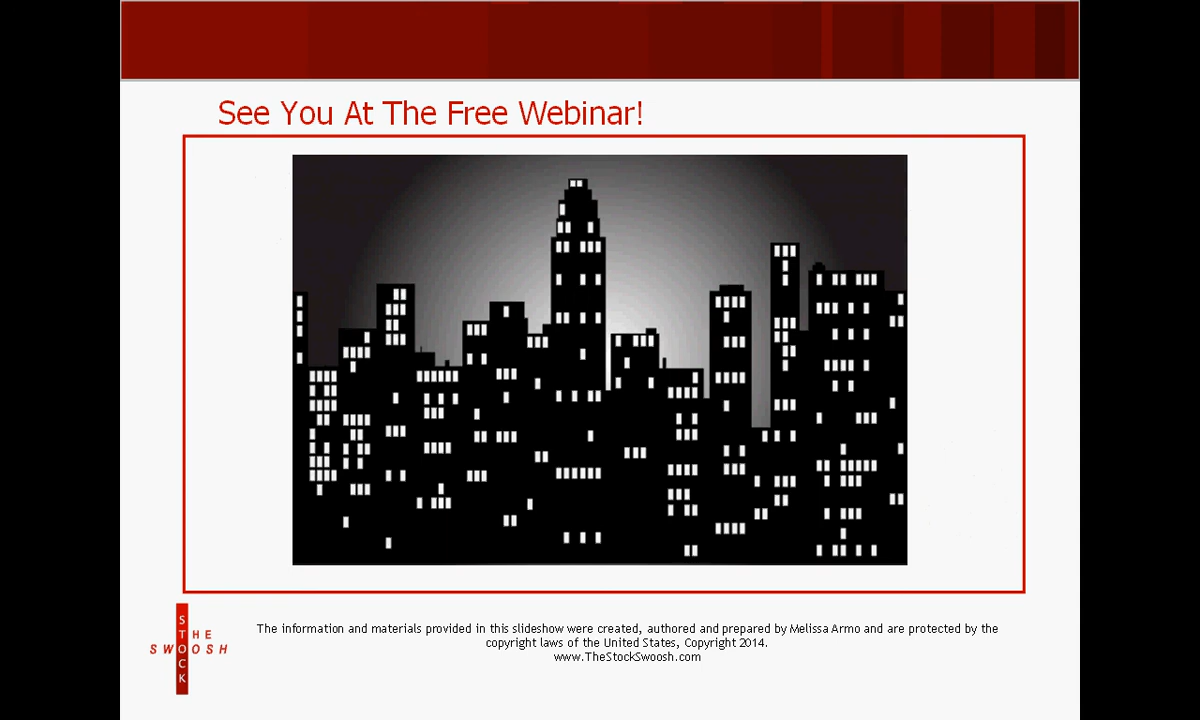 See You At The Free Webinar!
THE
STOCK
SWOOSH
The information and materials provided in this slideshow were created, authored and prepared by Melissa Armo and are protected by the
copyright laws of the United States, Copyright 2014.
www.TheStockSwoosh.com